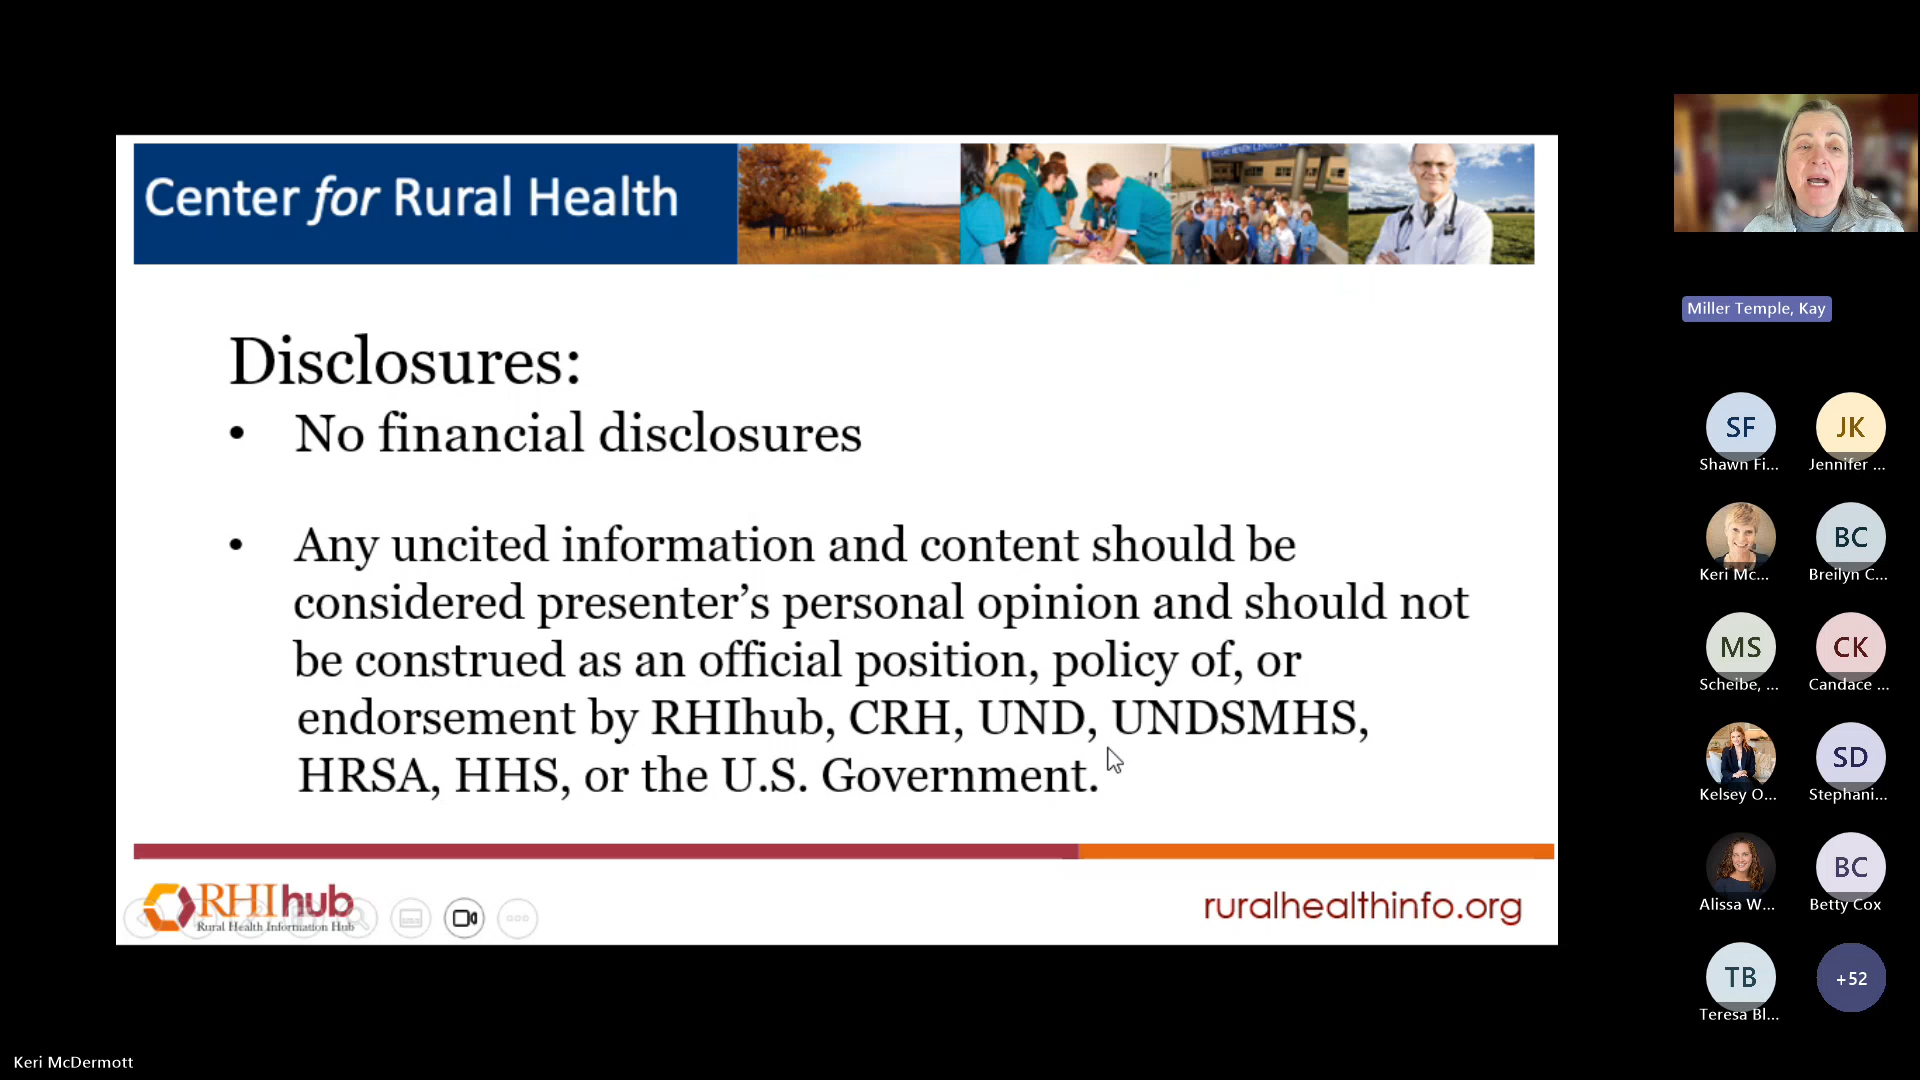 Center for Rural Health
Disclosures:
• No financial disclosures
• Any uncited information and content should be
considered presenter’s personal opinion and should not
be construed as an official position, policy of, or
endorsement by RHIhub, CRH, UND, UNDSMHS,
HRSA, HHS, or the U.S. Government.
RHIhub
Rural Health Information Hub
ruralhealthinfo.org
Miller Temple, Kay
SF
Shawn Fi...
JK
Jennifer ...
Keri Mc...
BC
Breilyn C...
MS
Scheibe, ...
CK
Candace ...
Kelsey O...
SD
Stephani...
Alissa W...
BC
Betty Cox
TB
Teresa Bl...
+52
Keri McDermott